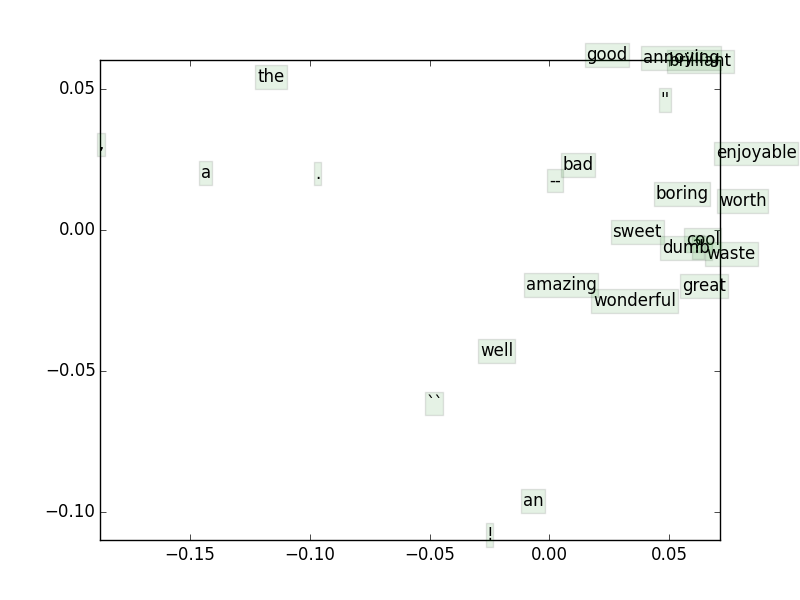 good
annoying
brilliant
the
0.05
"
,
a
.
bad
--
enjoyable
boring
worth
0.00
sweet
cool
dumb
waste
amazing
wonderful
great
well
−0.05
``
an
−0.10
!
−0.15
−0.10
−0.05
0.00
0.05